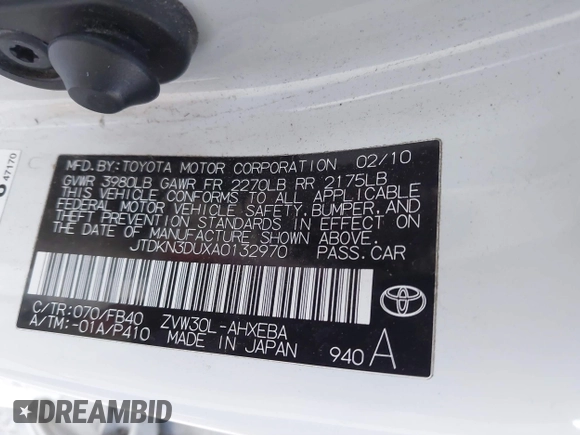 47170
MFD.BY:TOYOTA MOTOR CORPORATION 02/10
GVWR 3980LB GAWR FR 2270LB RR 2175LB
THIS VEHICLE CONFORMS TO ALL APPLICABLE
FEDERAL MOTOR VEHICLE SAFETY, BUMPER, AND
THEFT PREVENTION STANDARDS IN EFFECT ON
THE DATE OF MANUFACTURE SHOWN ABOVE.
JTDKN3DUXA0132970 PASS.CAR
C/TR:070/FB40 ZVW30L-AHXEBA
A/TM:-01A/P410 MADE IN JAPAN 940 A
DREAMBID